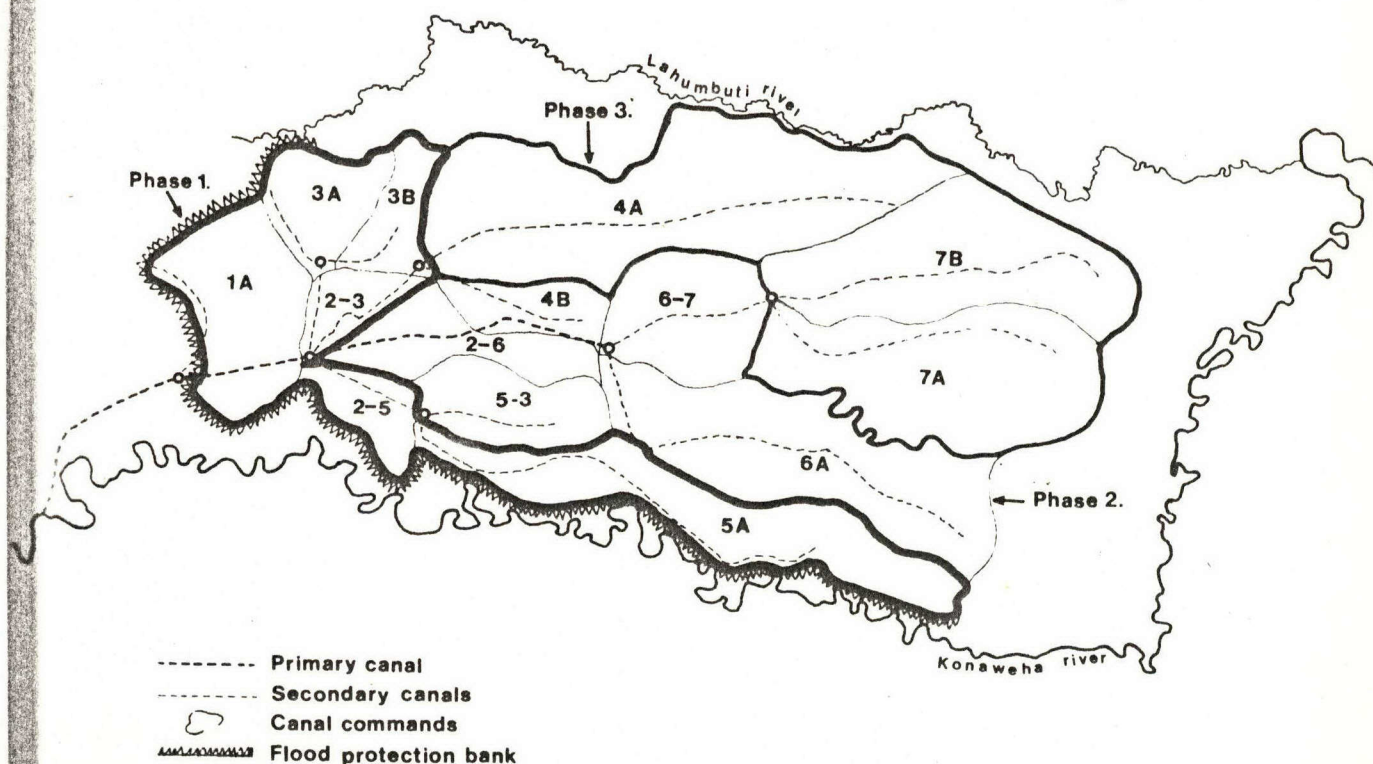 Lahumbuti river
Phase 3.
Phase 1.
3A
3B
4A
1A
2-3
4B
6-7
7B
2-6
7A
2-5
5-3
6A
Phase 2.
5A
Konaweha river
Primary canal
Secondary canals
Canal commands
Flood protection bank